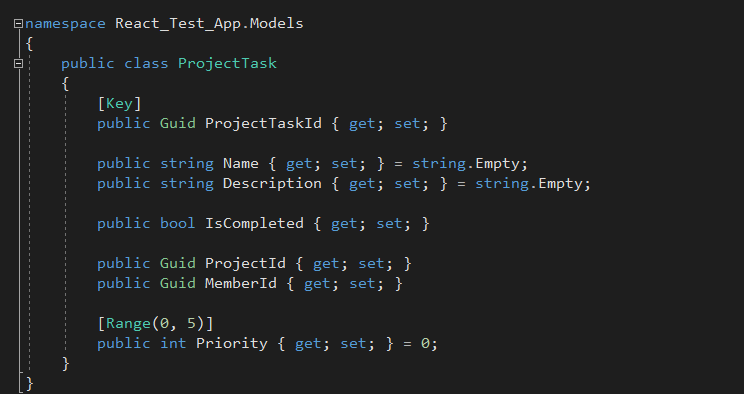 namespace React_Test_App.Models
{
public class ProjectTask
{
[Key]
public Guid ProjectTaskId { get; set; }
public string Name { get; set; } = string.Empty;
public string Description { get; set; } = string.Empty;
public bool IsCompleted { get; set; }
public Guid ProjectId { get; set; }
public Guid MemberId { get; set; }
[Range(0, 5)]
public int Priority { get; set; } = 0;
}
}